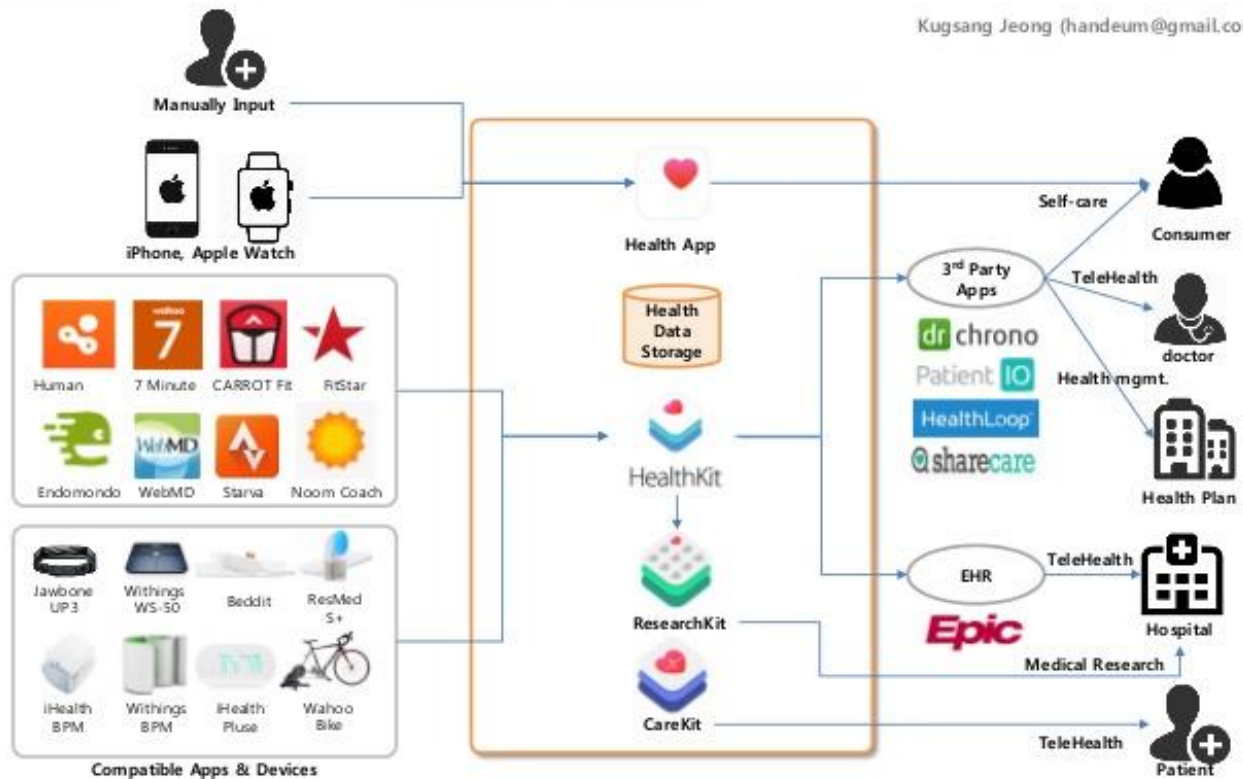 Kugsang Jeong (handeum@gmail.co
Manually Input
iPhone, Apple Watch
Health App
Self-care
Consumer
Health
Data
Storage
3rd Party
Apps
TeleHealth
doctor
dr chrono
Patient IO
HealthLoop
sharecare
Health mgmt.
Health Plan
7
Human
7 Minute
CARROT Fit
FitStar
WebMD
Endomondo
WebMD
Starva
Noom Coach
HealthKit
Jawbone
UP3
Withings
WS-50
Beddit
ResMed
S+
ResearchKit
EHR
TeleHealth
Epic
Hospital
Medical Research
iHealth
BPM
Withings
BPM
iHealth
Pluse
Wahoo
Bike
CareKit
TeleHealth
Patient
Compatible Apps & Devices